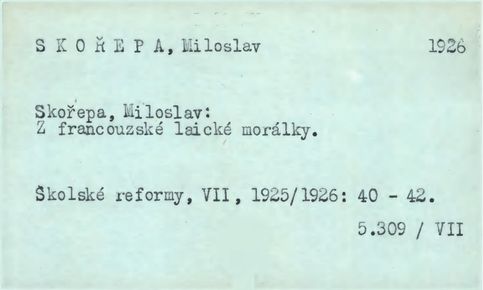 S K O Ř E P A, Miloslav 1926
Skořepa, Miloslav:
Z francouzské laické morálky.
Školské reformy, VII, 1925/1926: 40 - 42.
5.309 / VII